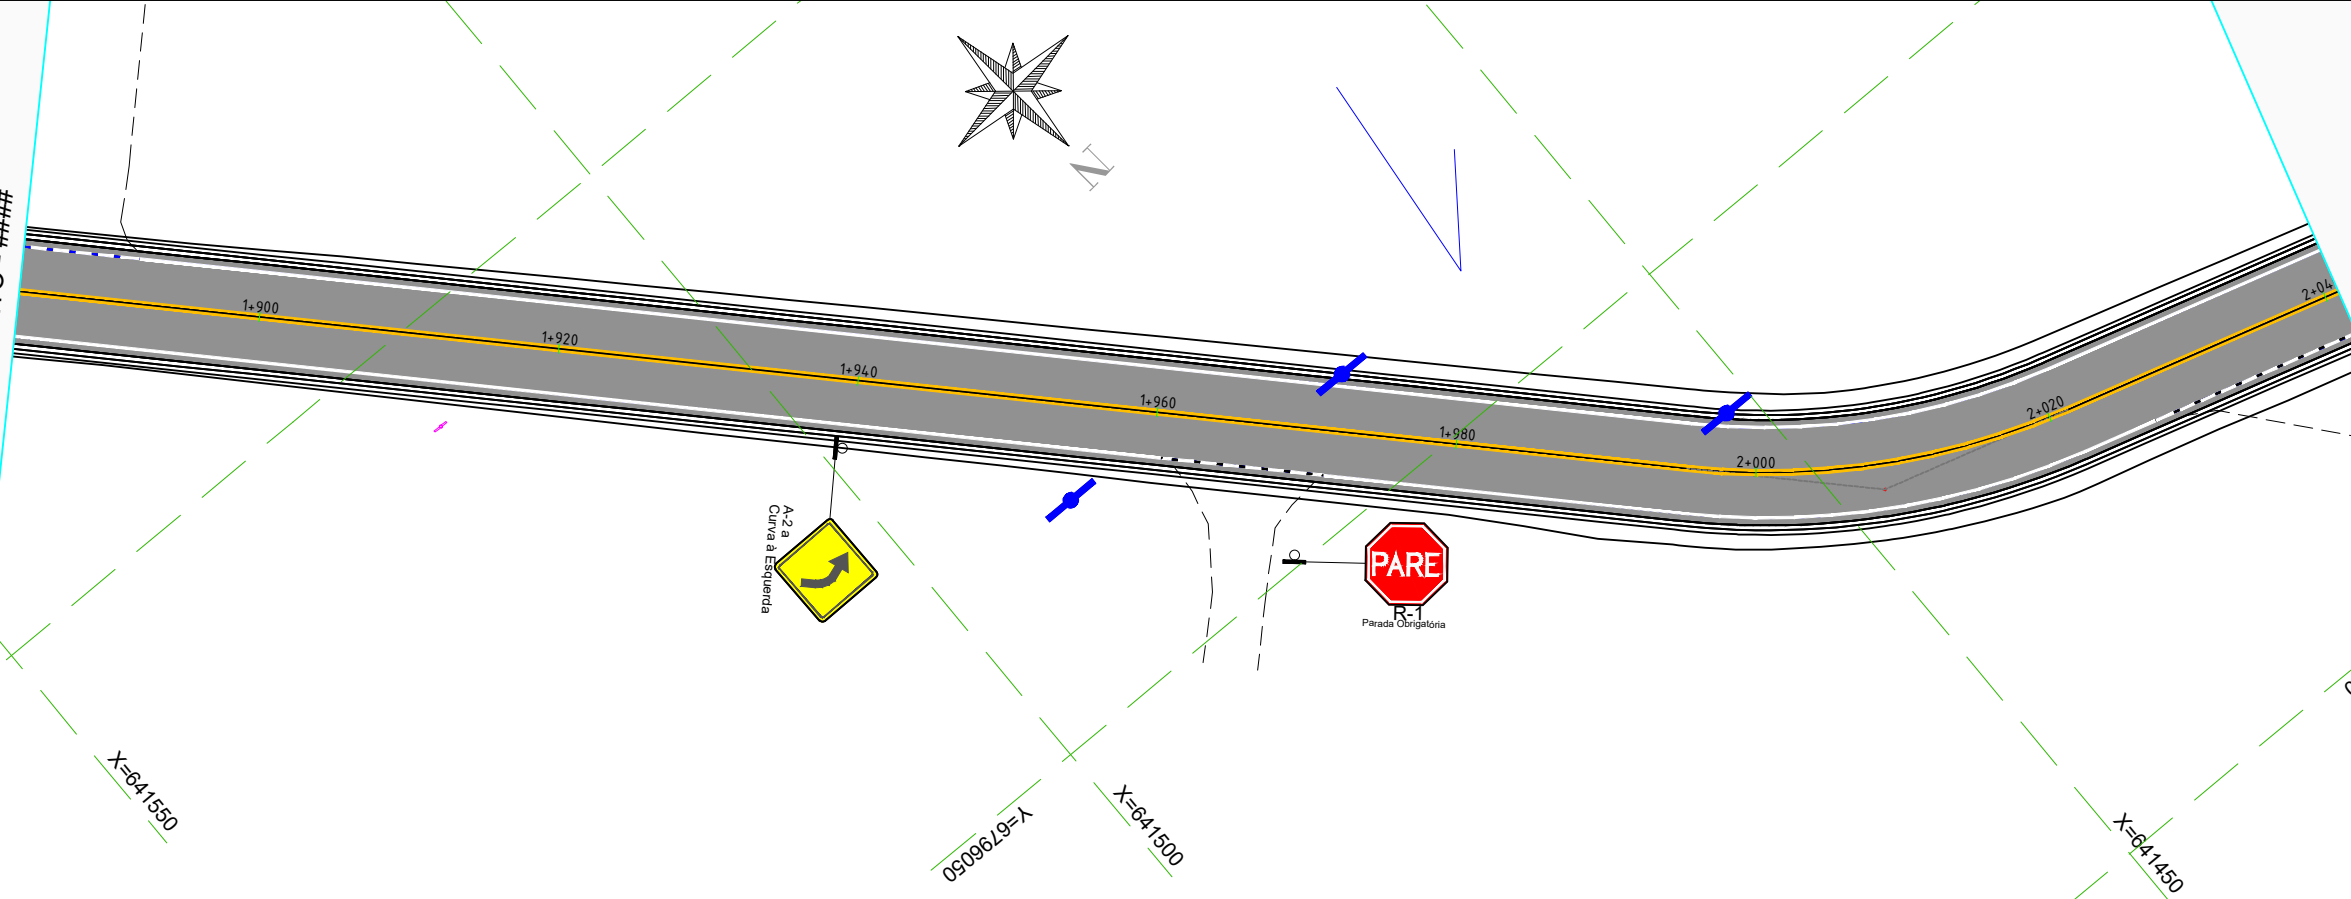 N
1+900
1+920
1+940
1+960
1+980
2+000
2+020
2+04
A-2 a
Curva à Esquerda
PARE
R-1
Parada Obrigatória
X=641550
Y=6796050
X=641500
X=641450